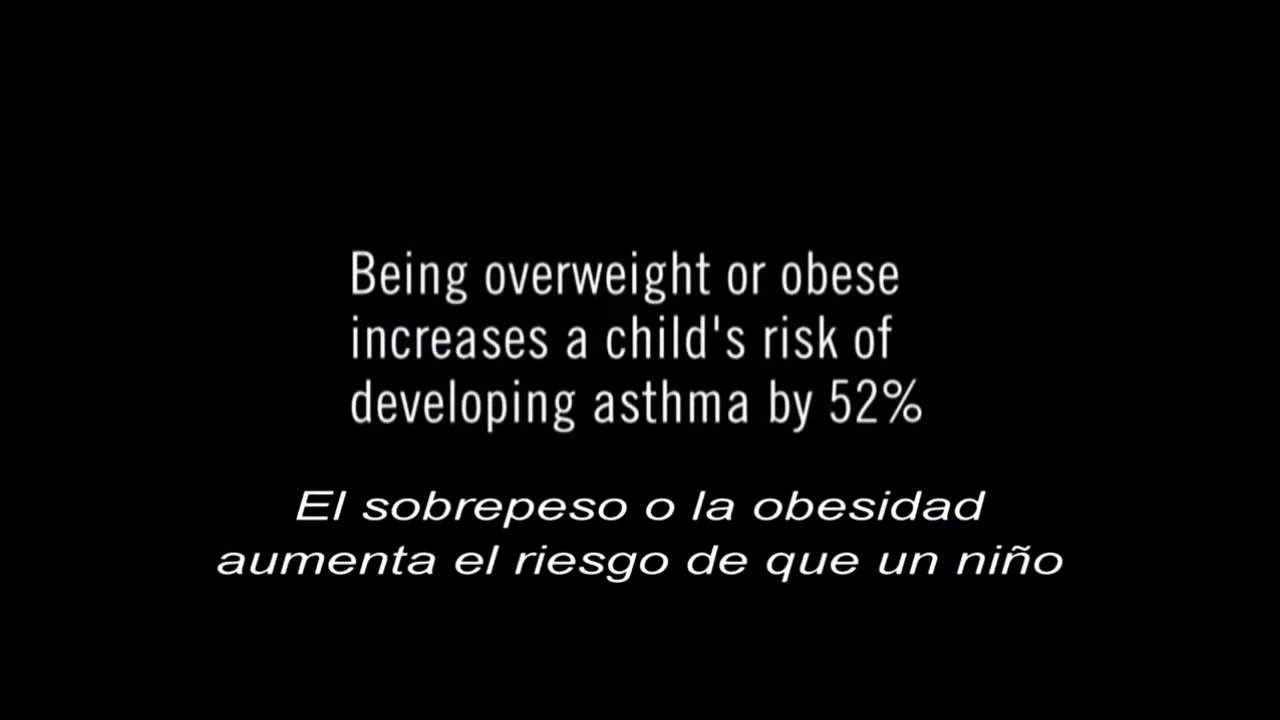 Being overweight or obese
increases a child's risk of
developing asthma by 52%
El sobrepeso o la obesidad
aumenta el riesgo de que un niño